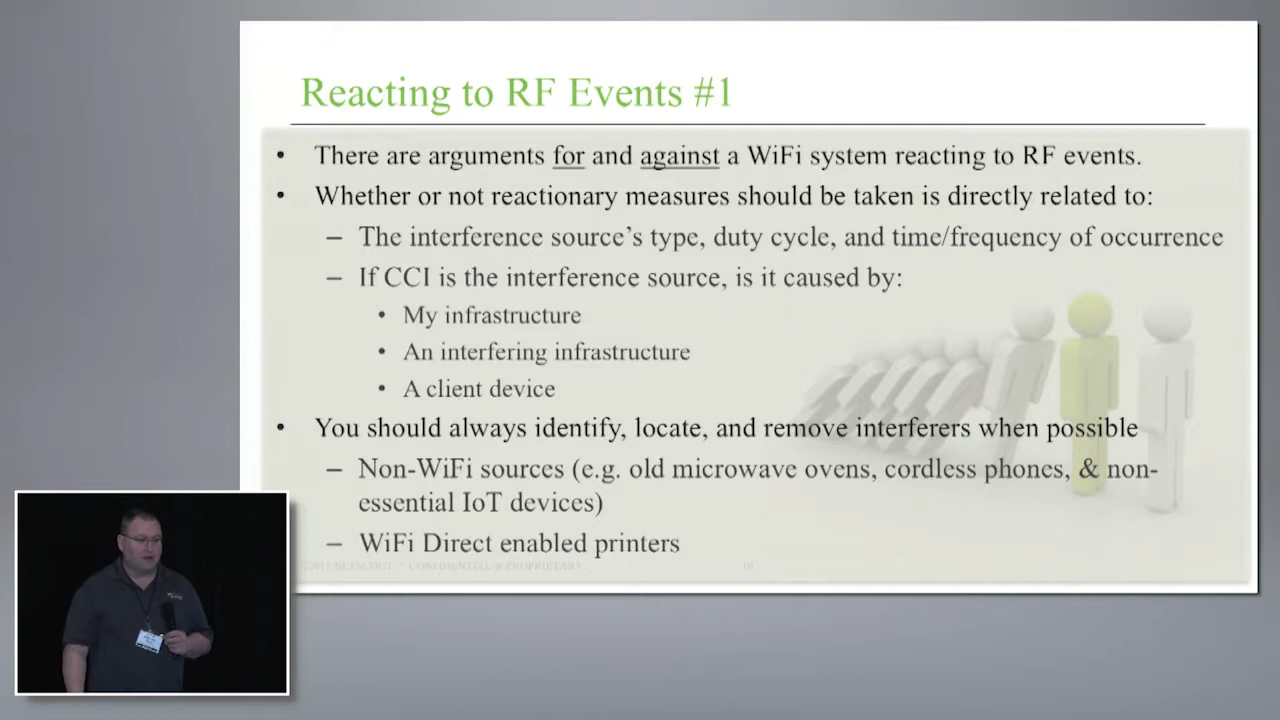 Reacting to RF Events #1
• There are arguments for and against a WiFi system reacting to RF events.
• Whether or not reactionary measures should be taken is directly related to:
– The interference source's type, duty cycle, and time/frequency of occurrence
– If CCI is the interference source, is it caused by:
• My infrastructure
• An interfering infrastructure
• A client device
• You should always identify, locate, and remove interferers when possible
– Non-WiFi sources (e.g. old microwave ovens, cordless phones, & non-
essential IoT devices)
– WiFi Direct enabled printers
CONFIDENTIAL & PROPRIETARY